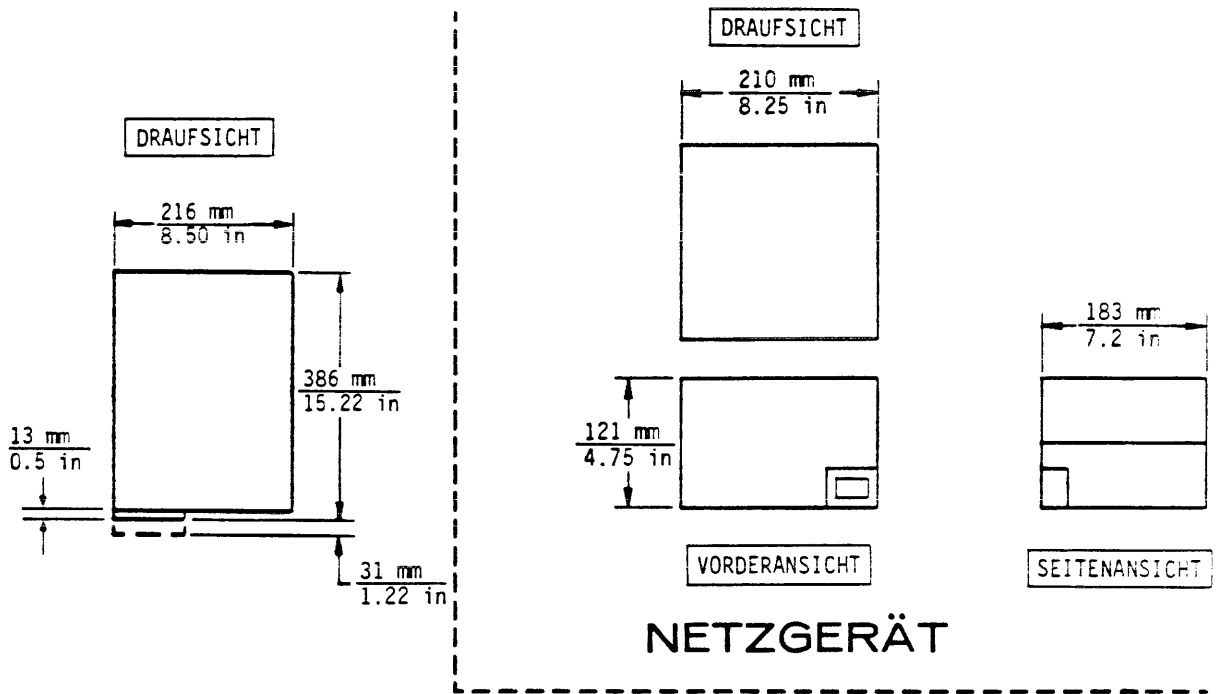 DRAUFSICHT
216 mm
8.50 in
386 mm
15.22 in
13 mm
0.5 in
31 mm
1.22 in
DRAUFSICHT
210 mm
8.25 in
121 mm
4.75 in
183 mm
7.2 in
VORDERANSICHT
SEITENANSICHT
NETZGERÄT